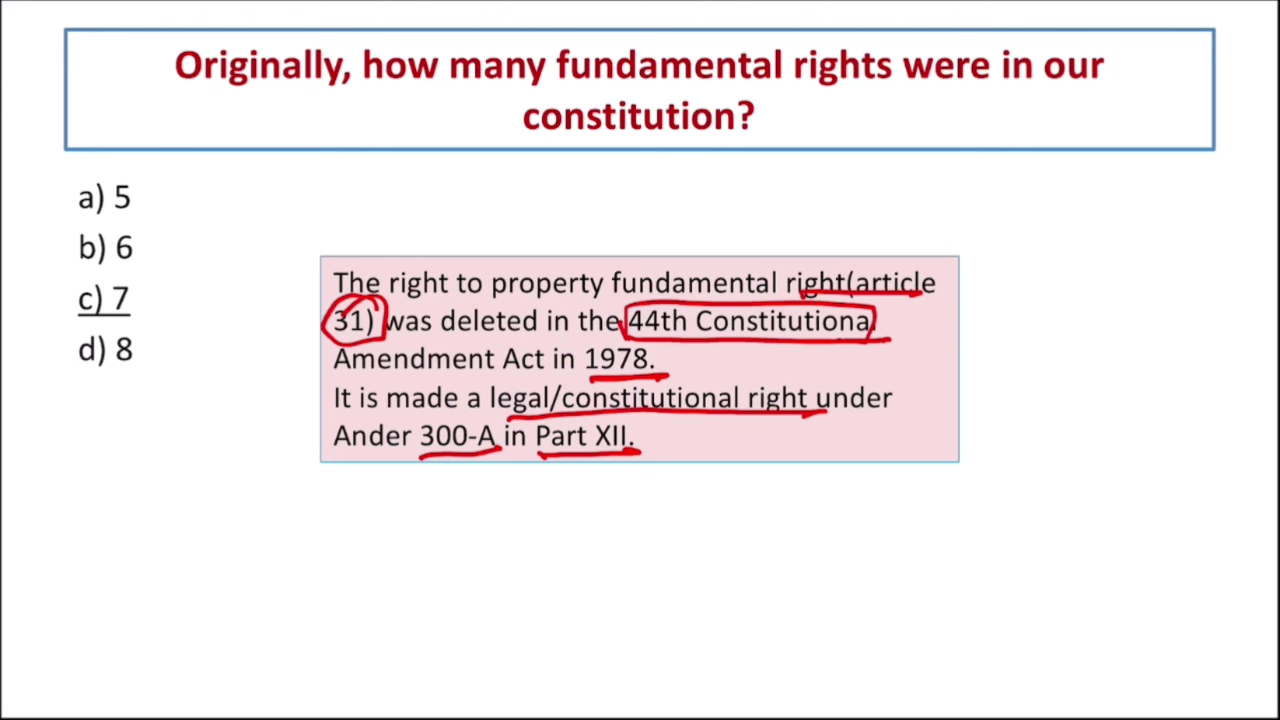 Originally, how many fundamental rights were in our
constitution?
a) 5
b) 6
c) 7
d) 8
The right to property fundamental right(article
31) was deleted in the 44th Constitutional
Amendment Act in 1978.
It is made a legal/constitutional right under
Ander 300-A in Part XII.